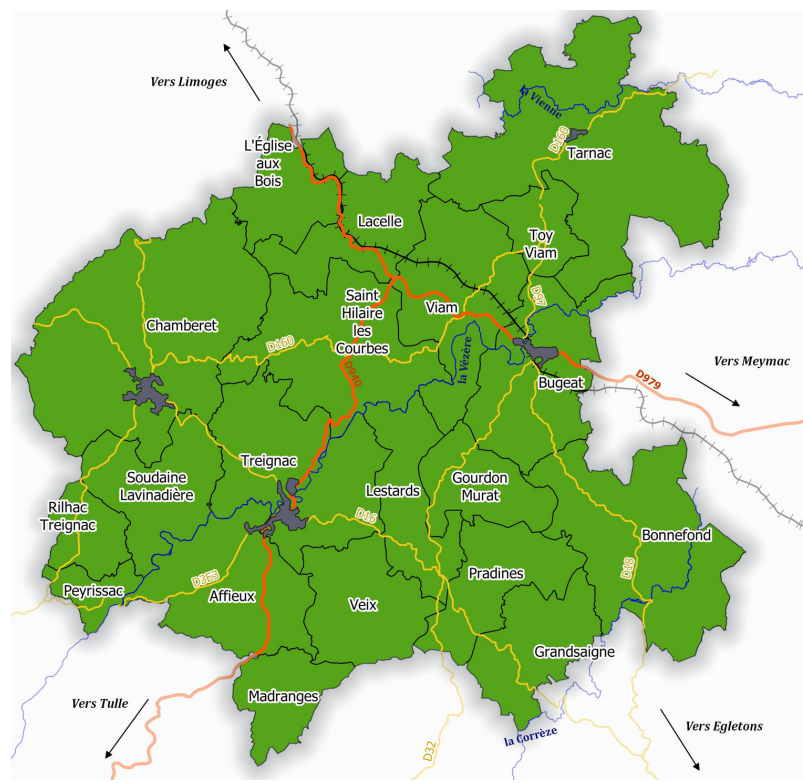 Vers Limoges
la Vienne
D160
Tarnac
L'Église
aux
Bois
Lacelle
Toy
Viam
D97
Saint
Hilaire
les
Courbes
Viam
Chamberet
D160
la Vézère
D940
Vers Meymac
D979
Bugeat
Treignac
Soudaine
Lavinadière
Lestards
Gourdon
Murat
Rilhac
Treignac
D16
Bonnefond
D18
Pradines
D3E3
Peyrissac
Affieux
Veix
Grandsaigne
Madranges
Vers Tulle
Vers Egletons
la Corrèze
D32